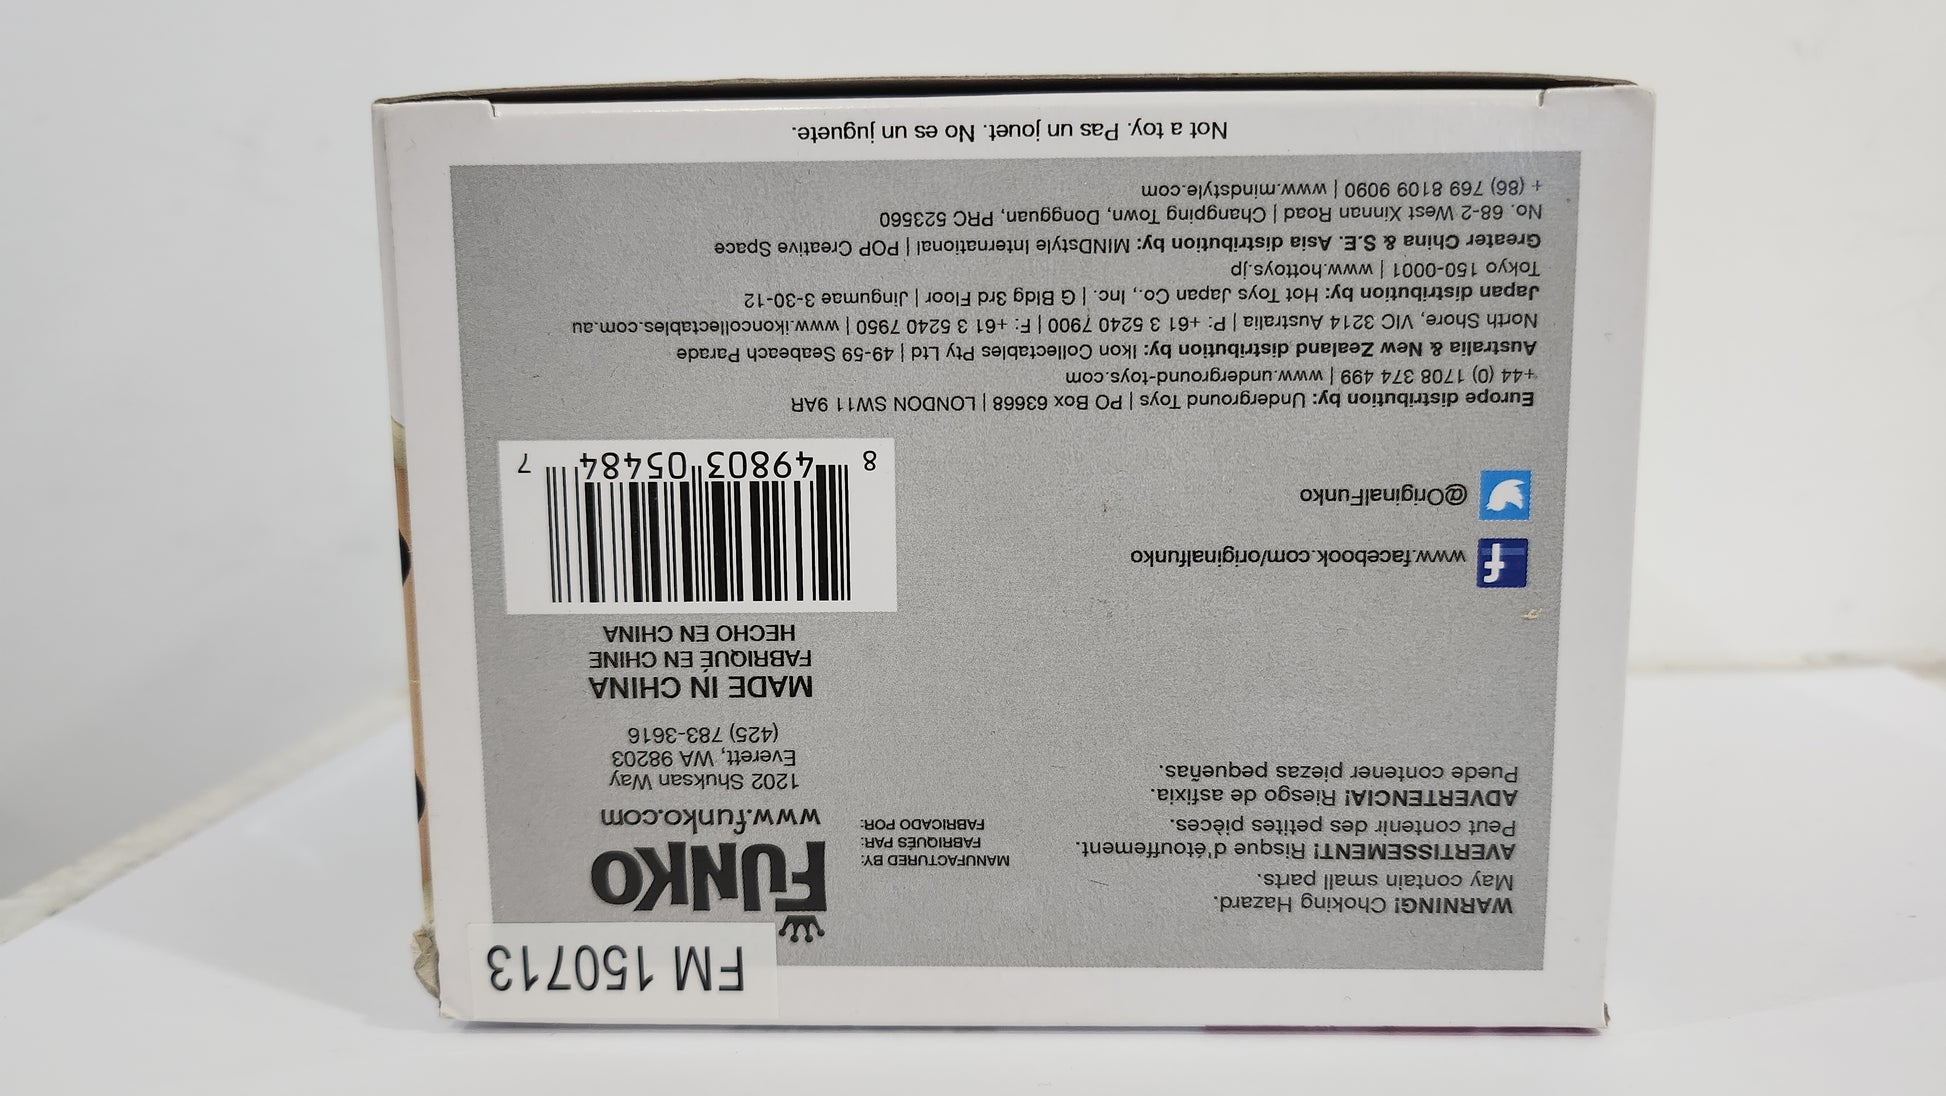 FM 150713
WARNING! Choking Hazard.
May contain small parts.
AVERTISSEMENT! Risque d'étouffement.
Peut contenir des petites pièces.
ADVERTENCIA! Riesgo de asfixia.
Puede contener piezas pequeñas.
MANUFACTURED BY:
FABRIQUÉS PAR:
FABRICADO POR:
FUNKO
www.funko.com
1202 Shuksan Way
Everett, WA 98203
(425) 783-3616
MADE IN CHINA
FABRIQUÉ EN CHINE
HECHO EN CHINA
www.facebook.com/originalfunko
@OriginalFunko
8 49803 05484 7
Europe distribution by: Underground Toys | PO Box 63668 | LONDON SW11 9AR
+44 (0) 1708 374 499 | www.underground-toys.com
Australia & New Zealand distribution by: Ikon Collectables Pty Ltd | 49-59 Seabeach Parade
North Shore, VIC 3214 Australia | P: +61 3 5240 7900 | F: +61 3 5240 7950 | www.ikoncollectables.com.au
Japan distribution by: Hot Toys Japan Co., Inc. | G Bldg 3rd Floor | Jingumae 3-30-12
Tokyo 150-0001 | www.hottoys.jp
Greater China & S.E. Asia distribution by: MINDstyle International | POP Creative Space
No. 68-2 West Xinnan Road | Changping Town, Dongguan, PRC 523560
+ (86) 769 8109 9090 | www.mindstyle.com
Not a toy. Pas un jouet. No es un juguete.